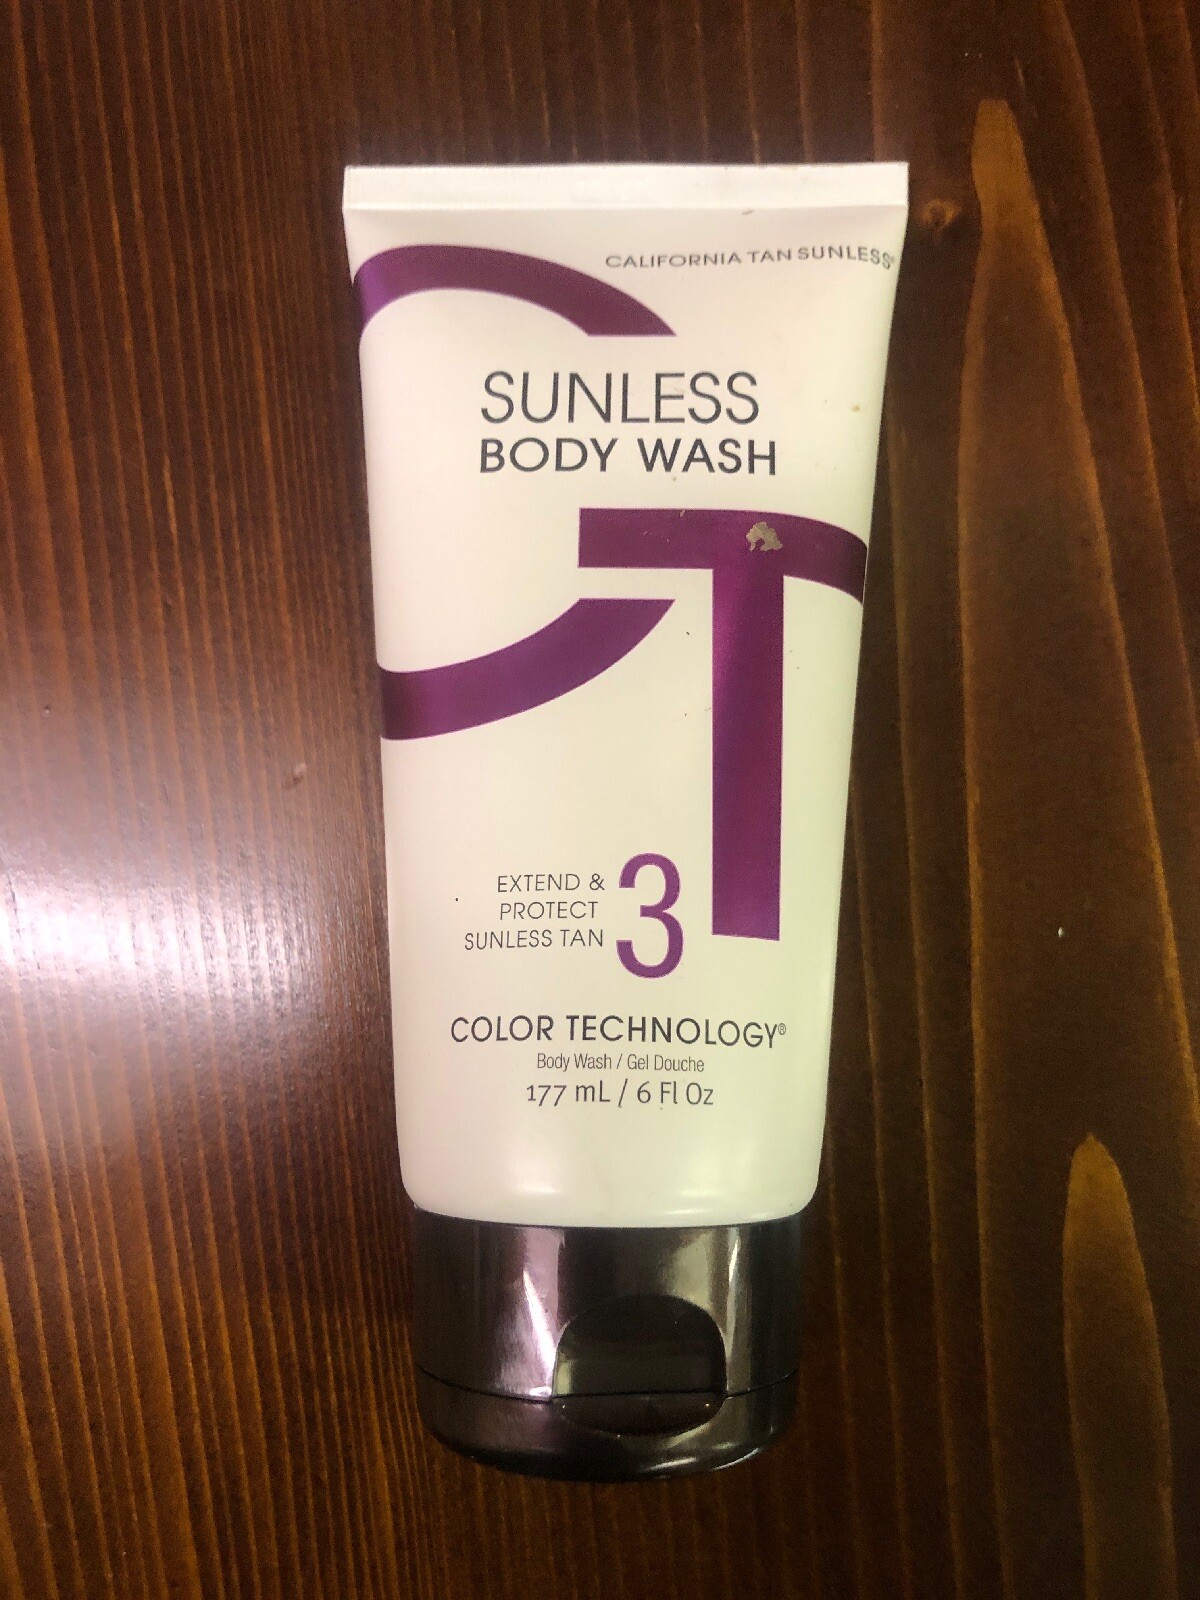 CALIFORNIA TAN SUNLESS®
SUNLESS
BODY WASH
CT
EXTEND &
PROTECT
SUNLESS TAN
3
COLOR TECHNOLOGY®
Body Wash / Gel Douche
177 mL / 6 Fl Oz